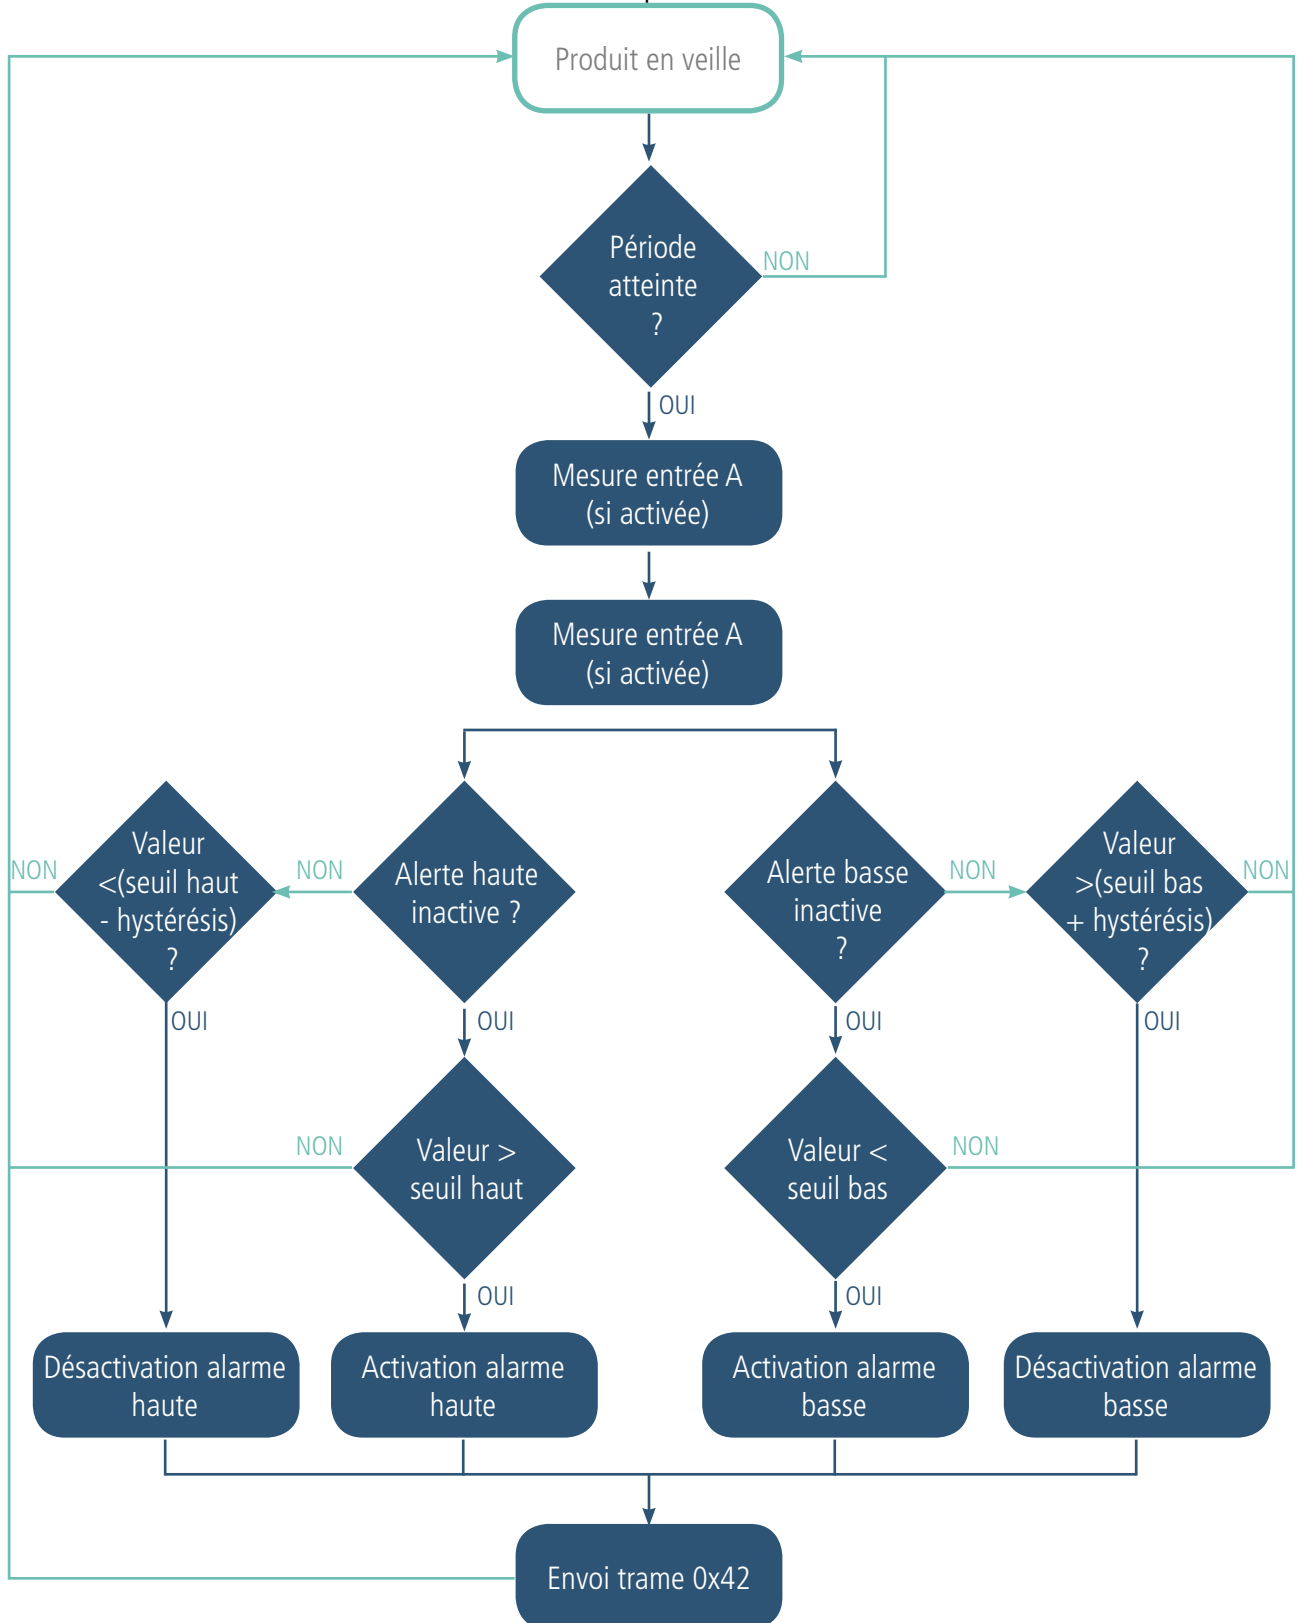 Produit en veille
Période
atteinte
?
NON
OUI
Mesure entrée A
(si activée)
Mesure entrée A
(si activée)
Valeur
<(seuil haut
- hystérésis)
?
NON
NON
Alerte haute
inactive ?
Alerte basse
inactive
?
NON
Valeur
>(seuil bas
+ hystérésis)
?
NON
OUI
OUI
OUI
OUI
NON
Valeur >
seuil haut
Valeur <
seuil bas
NON
OUI
OUI
Désactivation alarme
haute
Activation alarme
haute
Activation alarme
basse
Désactivation alarme
basse
Envoi trame 0x42